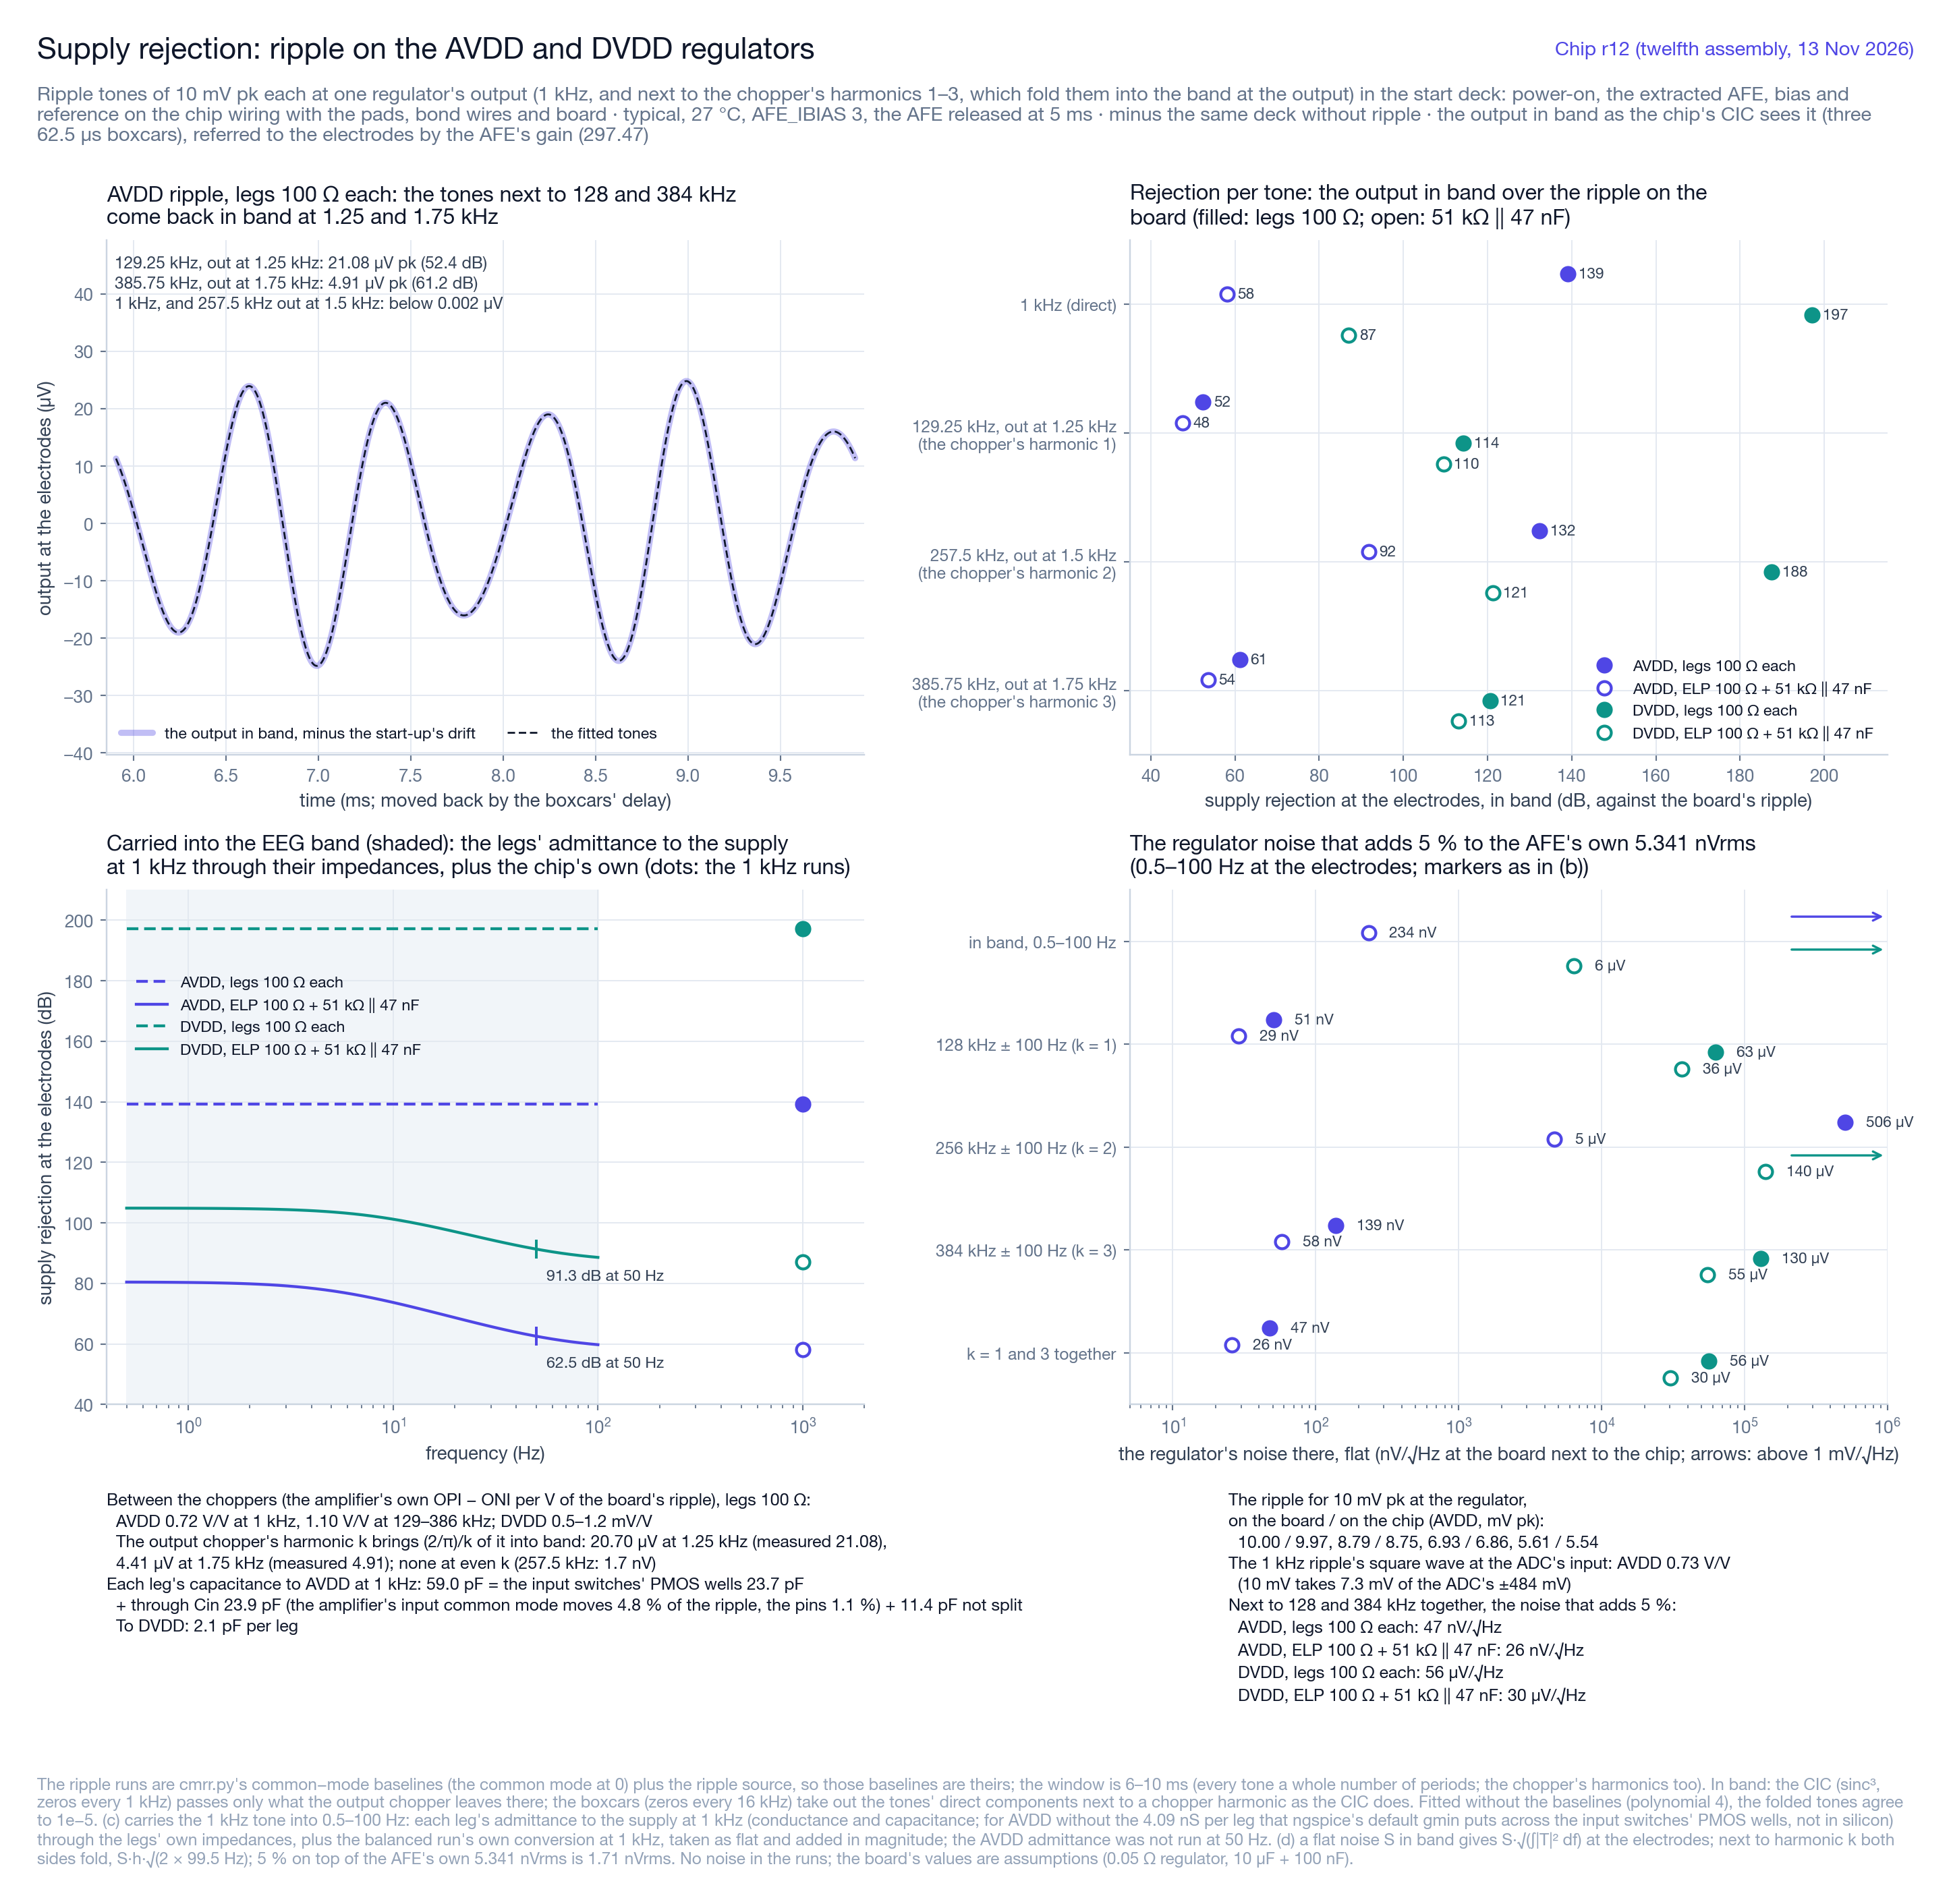 Supply rejection: ripple on the AVDD and DVDD regulators
Chip r12 (twelfth assembly, 13 Nov 2026)
Ripple tones of 10 mV pk each at one regulator's output (1 kHz, and next to the chopper's harmonics 1–3, which fold them into the band at the output) in the start deck: power-on, the extracted AFE, bias and
reference on the chip wiring with the pads, bond wires and board · typical, 27 °C, AFE_IBIAS 3, the AFE released at 5 ms · minus the same deck without ripple · the output in band as the chip's CIC sees it (three
62.5 µs boxcars), referred to the electrodes by the AFE's gain (297.47)
AVDD ripple, legs 100 Ω each: the tones next to 128 and 384 kHz
come back in band at 1.25 and 1.75 kHz
129.25 kHz, out at 1.25 kHz: 21.08 µV pk (52.4 dB)
385.75 kHz, out at 1.75 kHz: 4.91 µV pk (61.2 dB)
1 kHz, and 257.5 kHz out at 1.5 kHz: below 0.002 µV
40
30
20
10
0
−10
−20
−30
−40
output at the electrodes (µV)
the output in band, minus the start-up's drift
the fitted tones
6.0
6.5
7.0
7.5
8.0
8.5
9.0
9.5
time (ms; moved back by the boxcars' delay)
Rejection per tone: the output in band over the ripple on the
board (filled: legs 100 Ω; open: 51 kΩ || 47 nF)
1 kHz (direct)
129.25 kHz, out at 1.25 kHz
(the chopper's harmonic 1)
257.5 kHz, out at 1.5 kHz
(the chopper's harmonic 2)
385.75 kHz, out at 1.75 kHz
(the chopper's harmonic 3)
139
58
197
87
52
48
114
110
132
92
188
121
61
54
121
113
AVDD, legs 100 Ω each
AVDD, ELP 100 Ω + 51 kΩ || 47 nF
DVDD, legs 100 Ω each
DVDD, ELP 100 Ω + 51 kΩ || 47 nF
40
60
80
100
120
140
160
180
200
supply rejection at the electrodes, in band (dB, against the board's ripple)
Carried into the EEG band (shaded): the legs' admittance to the supply
at 1 kHz through their impedances, plus the chip's own (dots: the 1 kHz runs)
200
180
160
140
120
100
80
60
40
supply rejection at the electrodes (dB)
AVDD, legs 100 Ω each
AVDD, ELP 100 Ω + 51 kΩ || 47 nF
DVDD, legs 100 Ω each
DVDD, ELP 100 Ω + 51 kΩ || 47 nF
91.3 dB at 50 Hz
62.5 dB at 50 Hz
10⁰
10¹
10²
10³
frequency (Hz)
The regulator noise that adds 5 % to the AFE's own 5.341 nVrms
(0.5–100 Hz at the electrodes; markers as in (b))
in band, 0.5–100 Hz
128 kHz ± 100 Hz (k = 1)
256 kHz ± 100 Hz (k = 2)
384 kHz ± 100 Hz (k = 3)
k = 1 and 3 together
234 nV
6 µV
51 nV
29 nV
63 µV
36 µV
506 µV
5 µV
140 µV
139 nV
58 nV
130 µV
55 µV
47 nV
26 nV
56 µV
30 µV
10¹
10²
10³
10⁴
10⁵
10⁶
the regulator's noise there, flat (nV/√Hz at the board next to the chip; arrows: above 1 mV/√Hz)
Between the choppers (the amplifier's own OPI − ONI per V of the board's ripple), legs 100 Ω:
AVDD 0.72 V/V at 1 kHz, 1.10 V/V at 129–386 kHz; DVDD 0.5–1.2 mV/V
The output chopper's harmonic k brings (2/π)/k of it into band: 20.70 µV at 1.25 kHz (measured 21.08),
4.41 µV at 1.75 kHz (measured 4.91); none at even k (257.5 kHz: 1.7 nV)
Each leg's capacitance to AVDD at 1 kHz: 59.0 pF = the input switches' PMOS wells 23.7 pF
+ through Cin 23.9 pF (the amplifier's input common mode moves 4.8 % of the ripple, the pins 1.1 %) + 11.4 pF not split
To DVDD: 2.1 pF per leg
The ripple for 10 mV pk at the regulator,
on the board / on the chip (AVDD, mV pk):
10.00 / 9.97, 8.79 / 8.75, 6.93 / 6.86, 5.61 / 5.54
The 1 kHz ripple's square wave at the ADC's input: AVDD 0.73 V/V
(10 mV takes 7.3 mV of the ADC's ±484 mV)
Next to 128 and 384 kHz together, the noise that adds 5 %:
AVDD, legs 100 Ω each: 47 nV/√Hz
AVDD, ELP 100 Ω + 51 kΩ || 47 nF: 26 nV/√Hz
DVDD, legs 100 Ω each: 56 µV/√Hz
DVDD, ELP 100 Ω + 51 kΩ || 47 nF: 30 µV/√Hz
The ripple runs are cmrr.py's common−mode baselines (the common mode at 0) plus the ripple source, so those baselines are theirs; the window is 6–10 ms (every tone a whole number of periods; the chopper's harmonics too). In band: the CIC (sinc³,
zeros every 1 kHz) passes only what the output chopper leaves there; the boxcars (zeros every 16 kHz) take out the tones' direct components next to a chopper harmonic as the CIC does. Fitted without the baselines (polynomial 4), the folded tones agree
to 1e−5. (c) carries the 1 kHz tone into 0.5–100 Hz: each leg's admittance to the supply at 1 kHz (conductance and capacitance; for AVDD without the 4.09 nS per leg that ngspice's default gmin puts across the input switches' PMOS wells, not in silicon)
through the legs' own impedances, plus the balanced run's own conversion at 1 kHz, taken as flat and added in magnitude; the AVDD admittance was not run at 50 Hz. (d) a flat noise S in band gives S·√(∫|T|² df) at the electrodes; next to harmonic k both
sides fold, S·h·√(2 × 99.5 Hz); 5 % on top of the AFE's own 5.341 nVrms is 1.71 nVrms. No noise in the runs; the board's values are assumptions (0.05 Ω regulator, 10 µF + 100 nF).